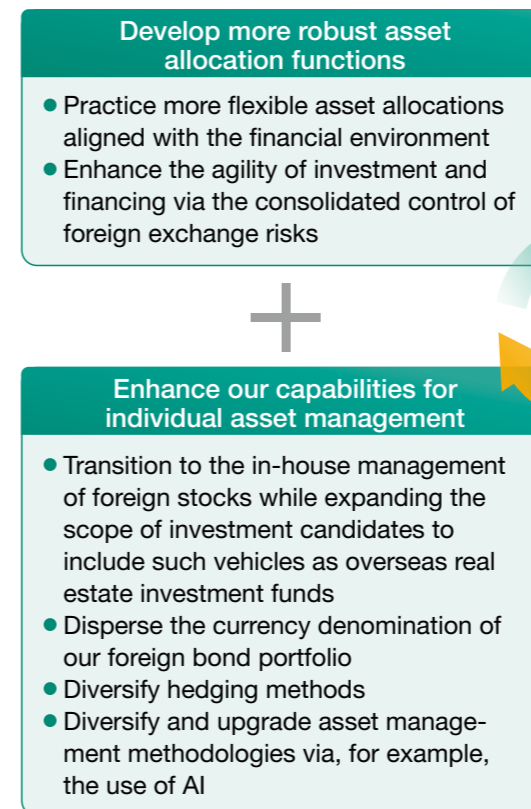 Develop more robust asset
allocation functions
● Practice more flexible asset allocations
aligned with the financial environment
● Enhance the agility of investment and
financing via the consolidated control of
foreign exchange risks
+
Enhance our capabilities for
individual asset management
● Transition to the in-house management
of foreign stocks while expanding the
scope of investment candidates to
include such vehicles as overseas real
estate investment funds
● Disperse the currency denomination of
our foreign bond portfolio
● Diversify hedging methods
● Diversify and upgrade asset manage-
ment methodologies via, for example,
the use of AI